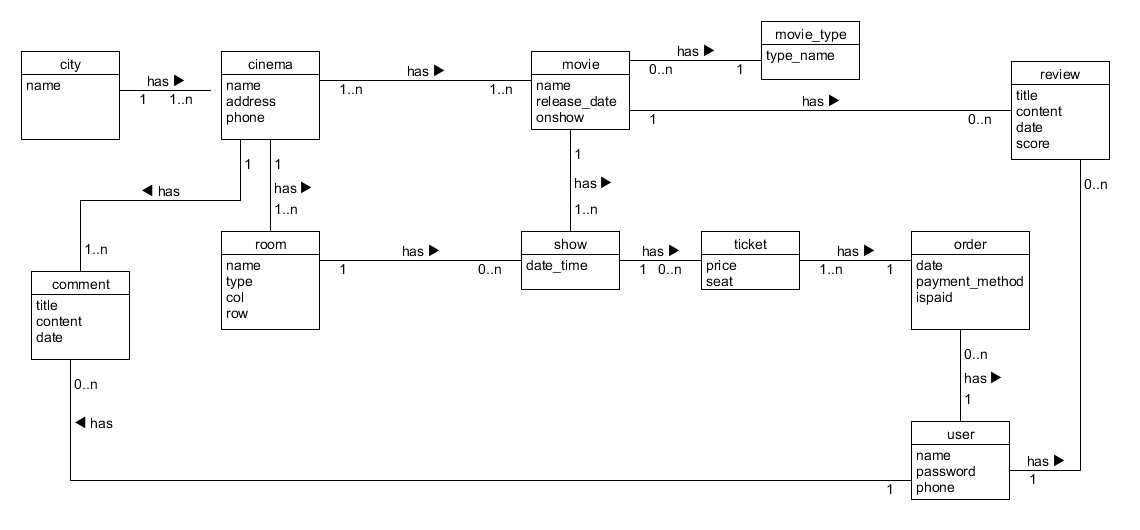 movie_type
type_name
city
name
has ▶
1 1..n
cinema
name
address
phone
has ▶
1..n 1..n
movie
name
release_date
onshow
has ▶
0..n 1
has ▶
1 0..n
review
title
content
date
score
1
◀ has
1..n
1
has ▶
1..n
1
has ▶
1..n
0..n
comment
title
content
date
room
name
type
col
row
has ▶
1 0..n
show
date_time
has ▶
1 0..n
ticket
price
seat
has ▶
1..n 1
order
date
payment_method
ispaid
0..n
has ▶
1
0..n
◀ has
1
user
name
password
phone
has ▶
1